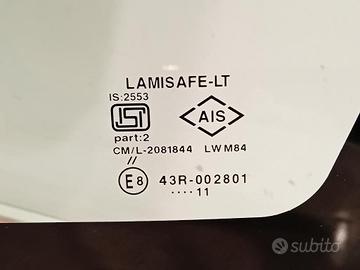 LAMISAFE-LT
IS:2553
ISI AIS
part:2
CM/L-2081844 LW M84
//
E8 43R-002801
....11
subito